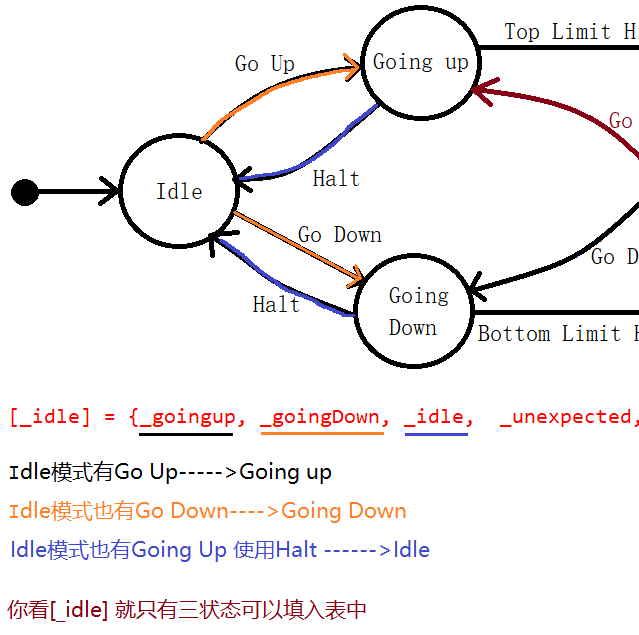 Top Limit
Go Up
Going up
Go
Halt
Idle
Go Down
Go
Halt
Going
Down
Bottom Limit
[_idle] = {_goingup, _goingDown, _idle, _unexpected,
Idle模式有Go Up----->Going up
Idle模式也有Go Down---->Going Down
Idle模式也有Going Up 使用Halt ------>Idle
你看[_idle] 就只有三状态可以填入表中